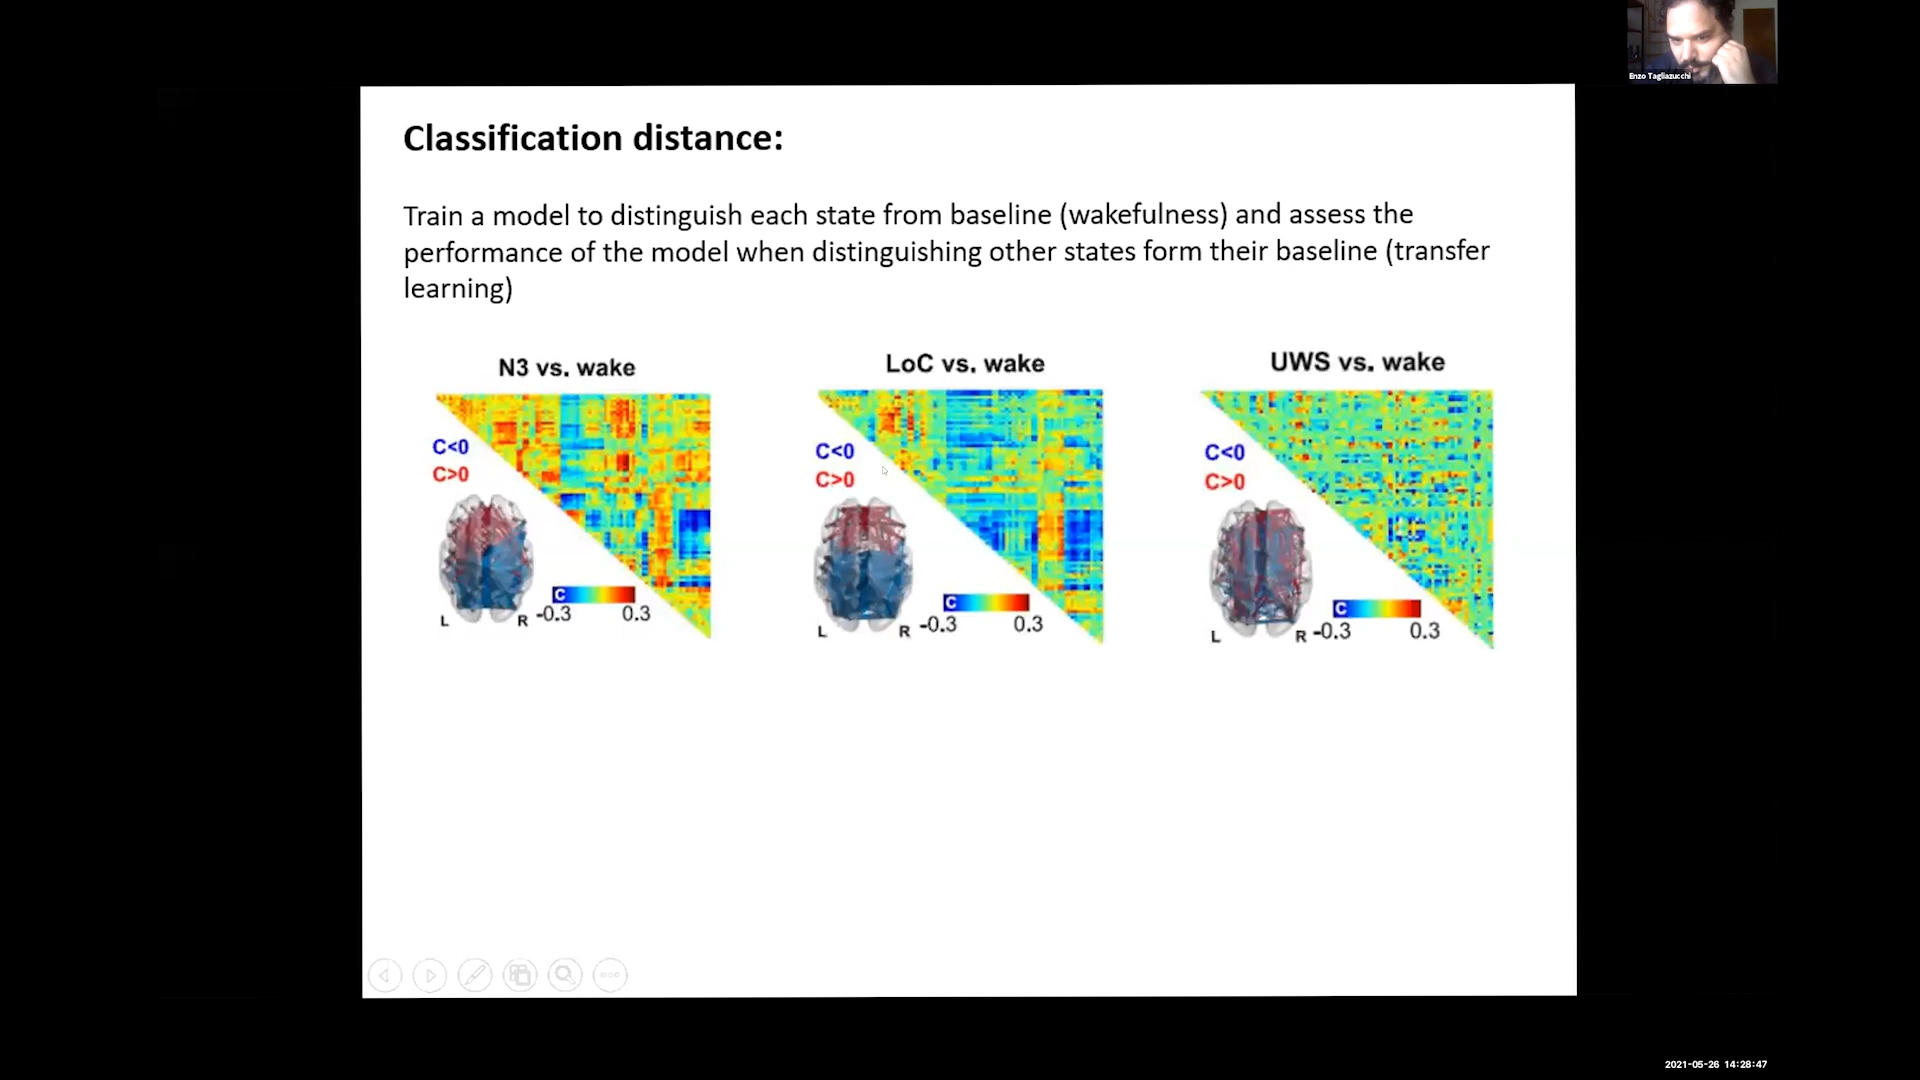 Enzo Tagliazucchi
Classification distance:
Train a model to distinguish each state from baseline (wakefulness) and assess the
performance of the model when distinguishing other states form their baseline (transfer
learning)
N3 vs. wake
C<0
C>0
L
R
C
-0.3
0.3
LoC vs. wake
C<0
C>0
L
R
C
-0.3
0.3
UWS vs. wake
C<0
C>0
L
R
C
-0.3
0.3
2021-05-26 14:28:47